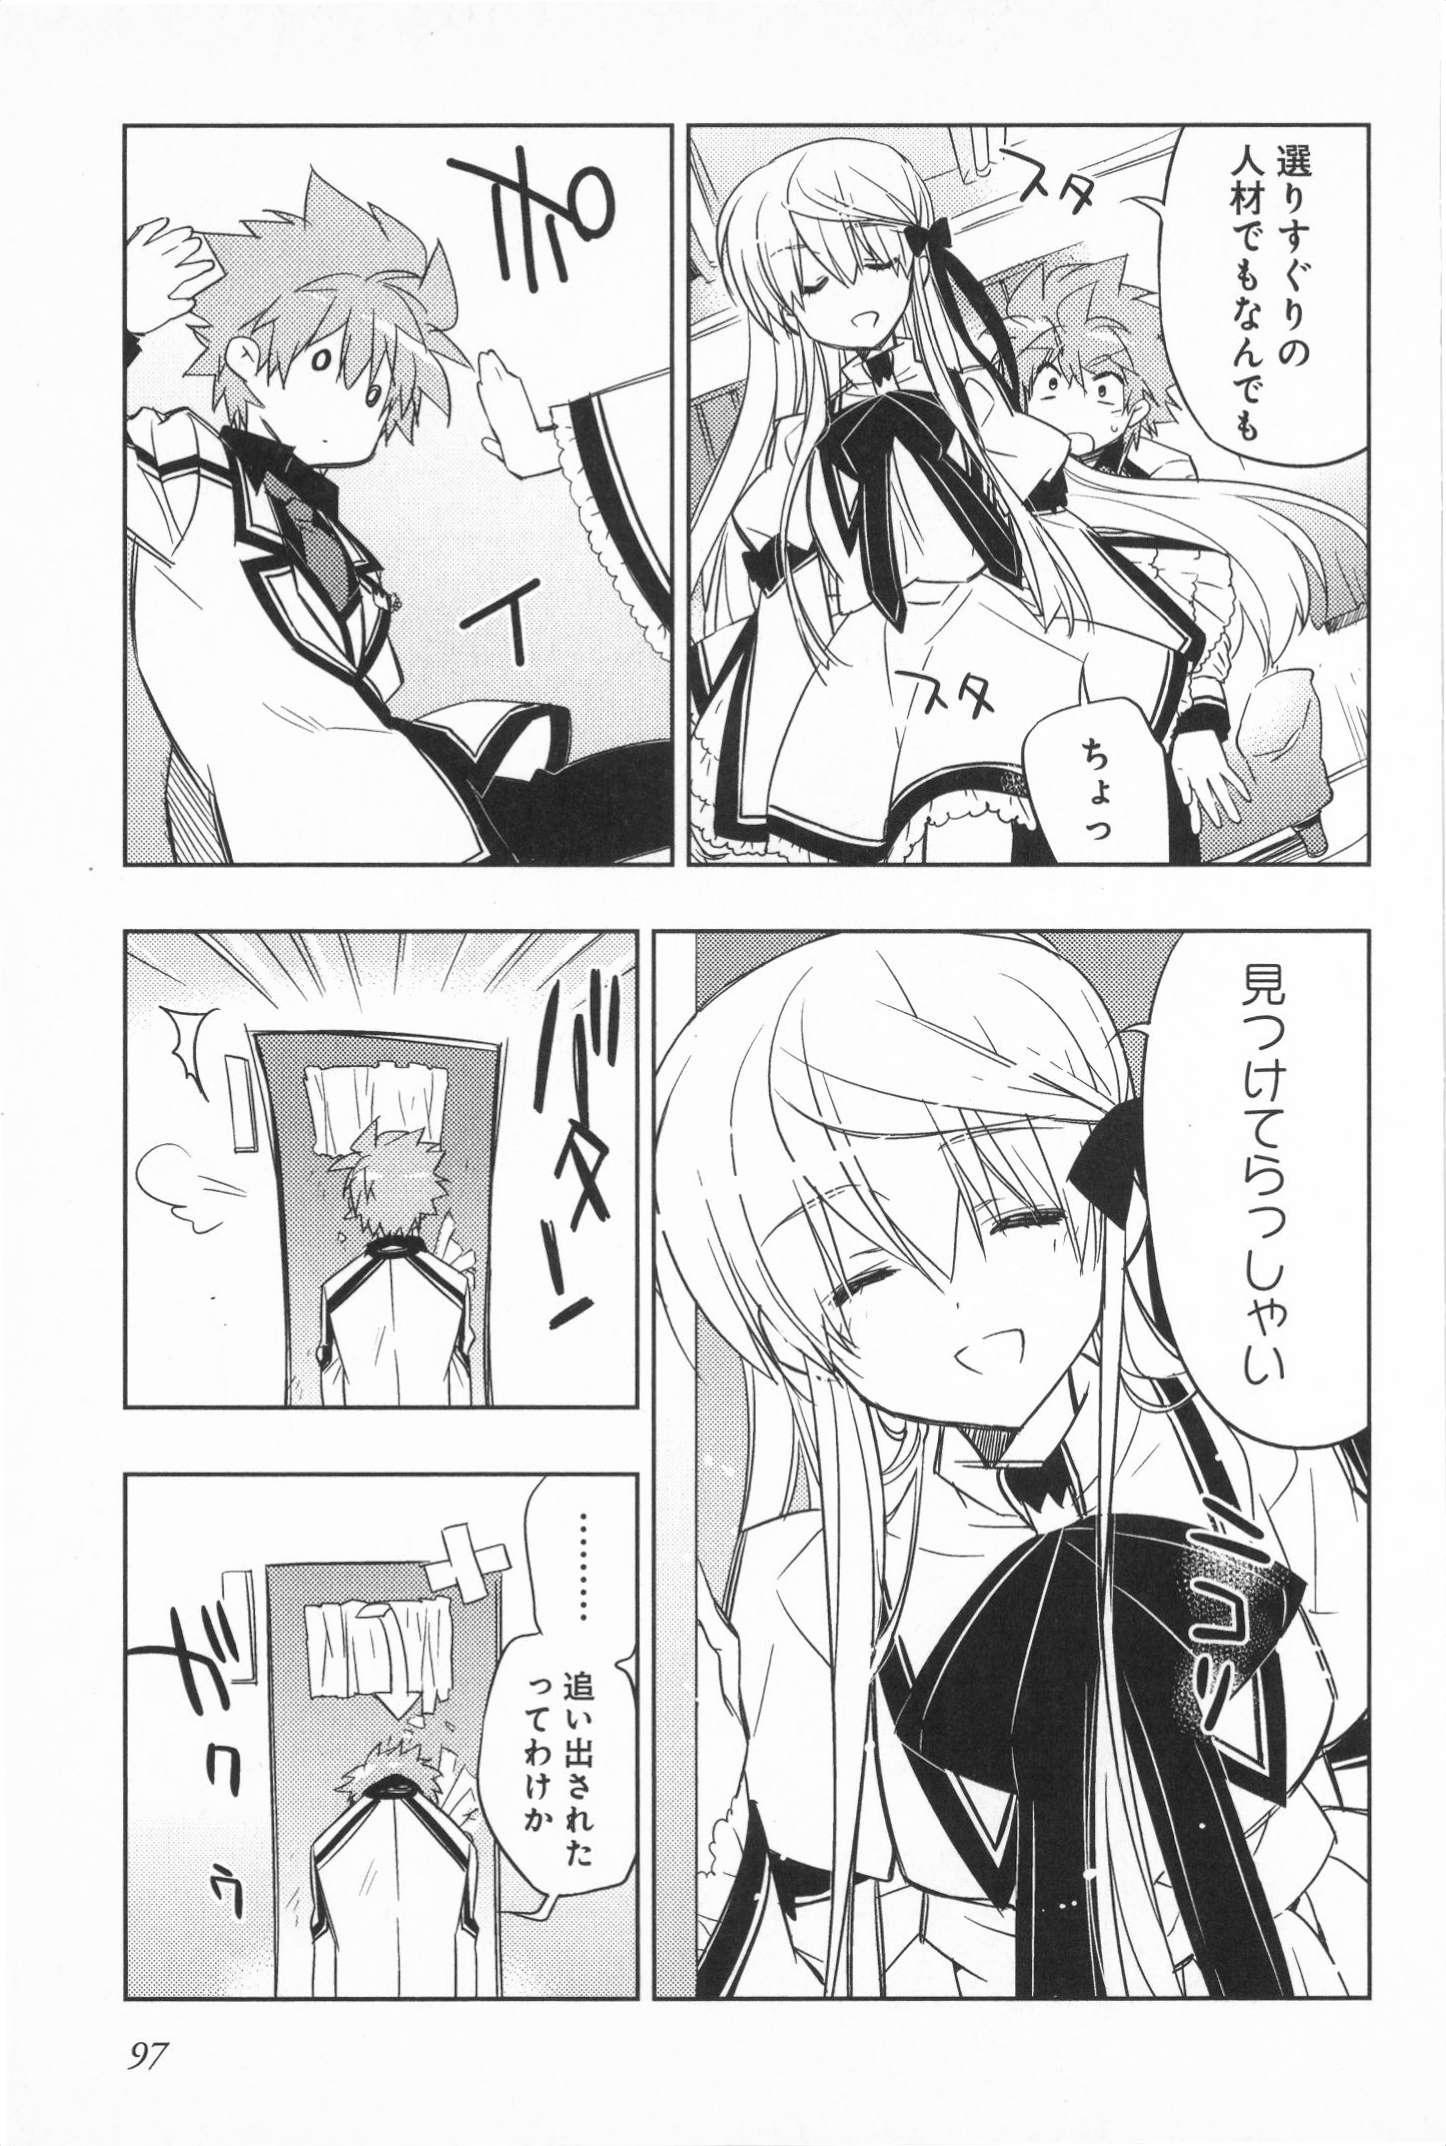 選りすぐりの
人材でもなんでも
スタ
スタ
ちょっ
ポイ
見つけてらっしゃい
ニコッ
バタン
………
追い出された
ってわけか
ガクゥ
97